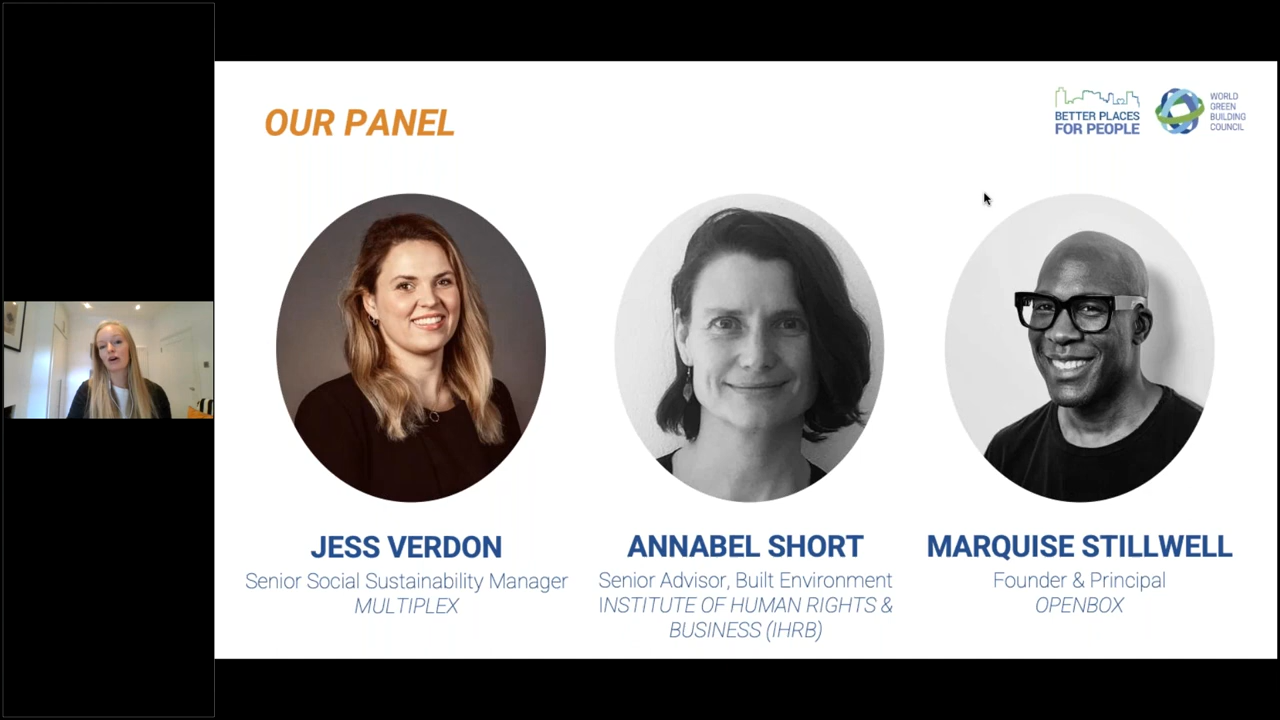 OUR PANEL
BETTER PLACES
FOR PEOPLE
WORLD
GREEN
BUILDING
COUNCIL
JESS VERDON
Senior Social Sustainability Manager
MULTIPLEX
ANNABEL SHORT
Senior Advisor, Built Environment
INSTITUTE OF HUMAN RIGHTS &
BUSINESS (IHRB)
MARQUISE STILLWELL
Founder & Principal
OPENBOX